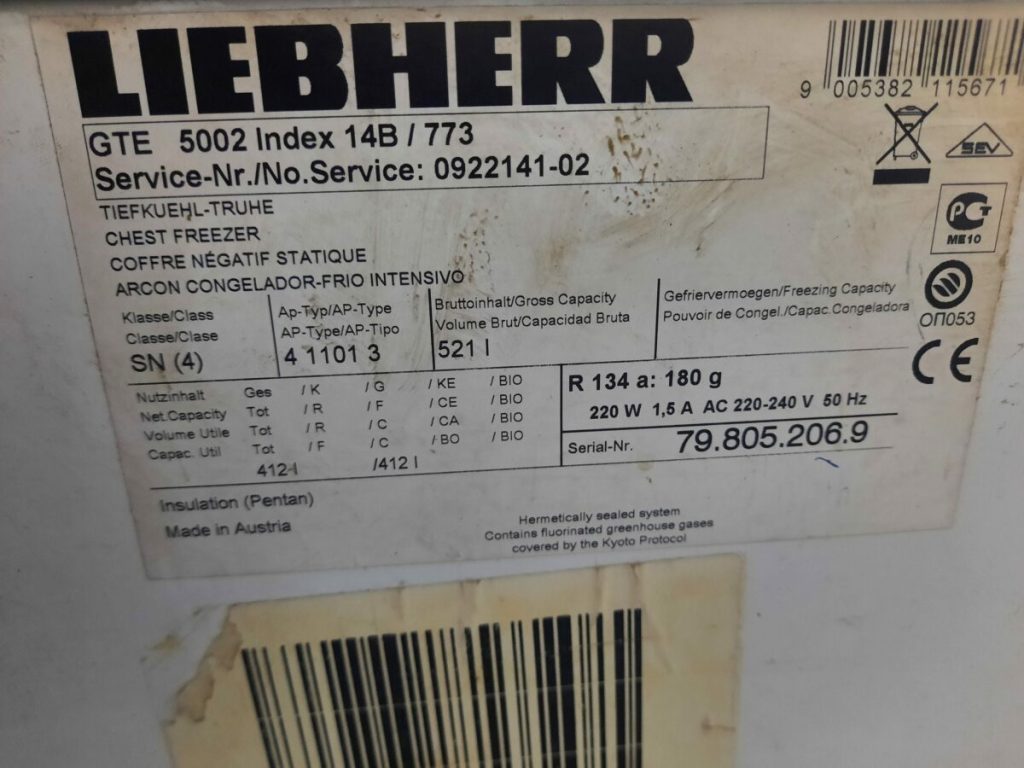 LIEBHERR
9 005382 115671
GTE 5002 Index 14B / 773
Service-Nr./No.Service: 0922141-02
SEV
РСТ
ME10
ОП053
TIEFKUEHL-TRUHE
CHEST FREEZER
COFFRE NÉGATIF STATIQUE
ARCON CONGELADOR-FRIO INTENSIVO
Klasse/Class
Classe/Clase
SN (4)
Ap-Typ/AP-Type
AP-Type/AP-Tipo
4 1101 3
Bruttoinhalt/Gross Capacity
Volume Brut/Capacidad Bruta
521 l
Gefriervermoegen/Freezing Capacity
Pouvoir de Congel./Capac.Congeladora
CE
Nutzinhalt Ges / K / G / KE / BIO
Net.Capacity Tot / R / F / CE / BIO
Volume Utile Tot / R / C / CA / BIO
Capac. Util Tot / F / C / BO / BIO
412 l /412 l
R 134 a: 180 g
220 W 1,5 A AC 220-240 V 50 Hz
Serial-Nr. 79.805.206.9
Insulation (Pentan)
Made in Austria
Hermetically sealed system
Contains fluorinated greenhouse gases
covered by the Kyoto Protocol